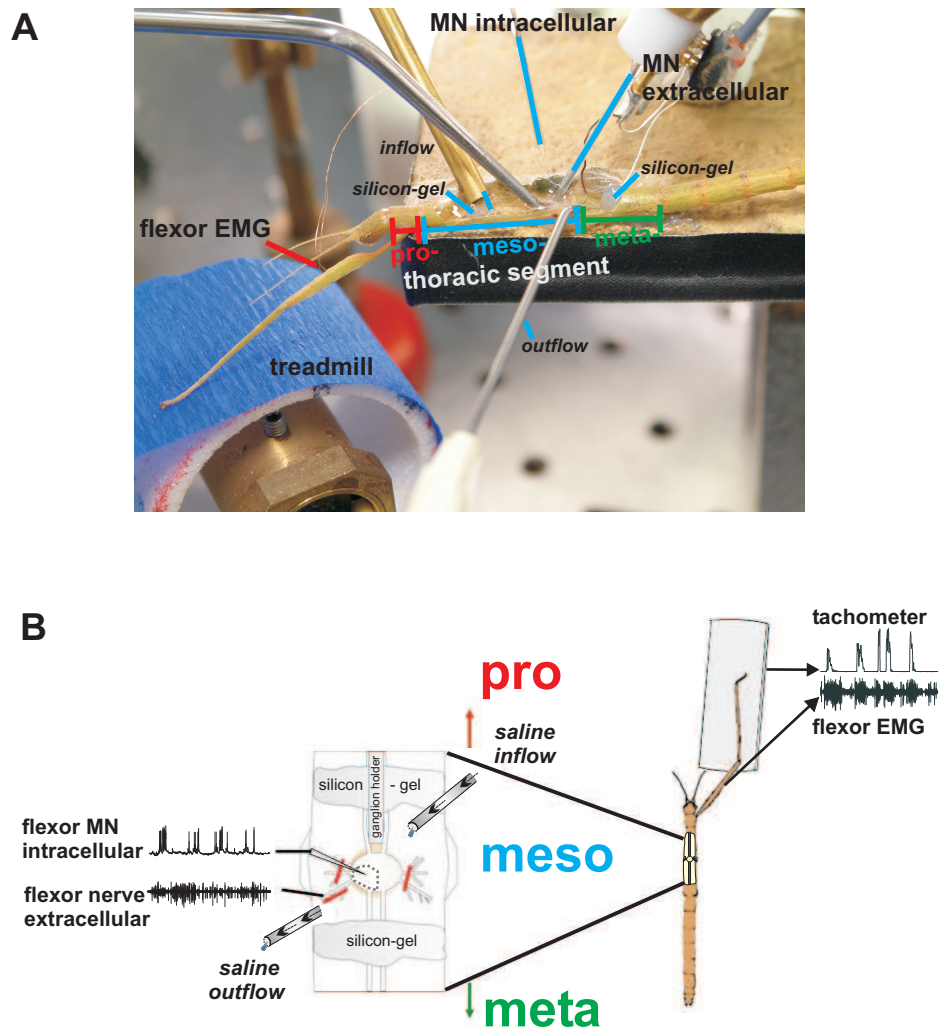 A
MN intracellular
MN
extracellular
inflow
silicon-gel
silicon-gel
flexor EMG
pro-
meso-
meta-
thoracic segment
outflow
treadmill
B
pro
tachometer
saline
inflow
flexor EMG
silicon
ganglion holder
- gel
flexor MN
intracellular
meso
flexor nerve
extracellular
silicon-gel
saline
outflow
meta